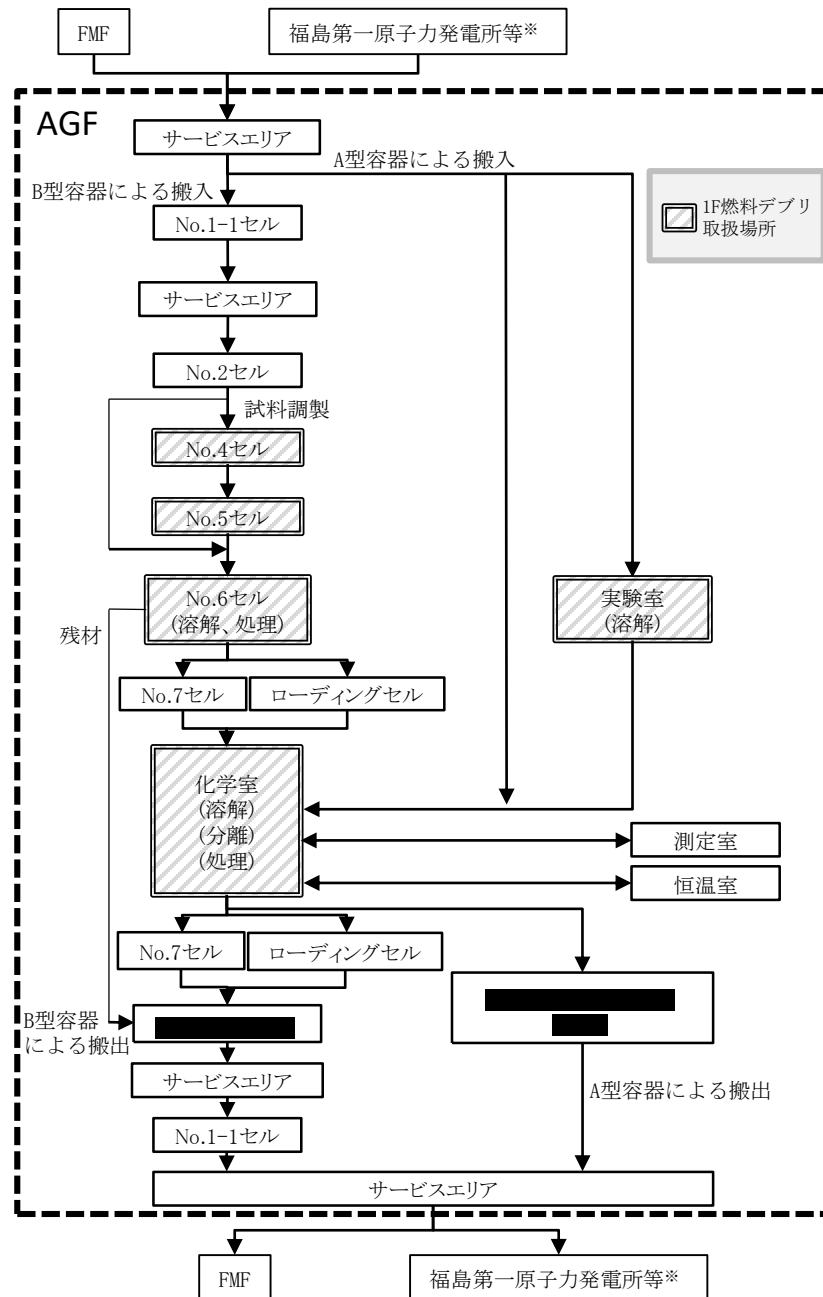 FMF
福島第一原子力発電所等※
AGF
サービスエリア
A型容器による搬入
B型容器による搬入
1F燃料デブリ
取扱場所
No.1-1セル
サービスエリア
No.2セル
試料調製
No.4セル
No.5セル
No.6セル
(溶解、処理)
実験室
(溶解)
残材
No.7セル
ローディングセル
化学室
(溶解)
(分離)
(処理)
測定室
恒温室
No.7セル
ローディングセル
B型容器
による搬出
サービスエリア
A型容器による搬出
No.1-1セル
サービスエリア
FMF
福島第一原子力発電所等※